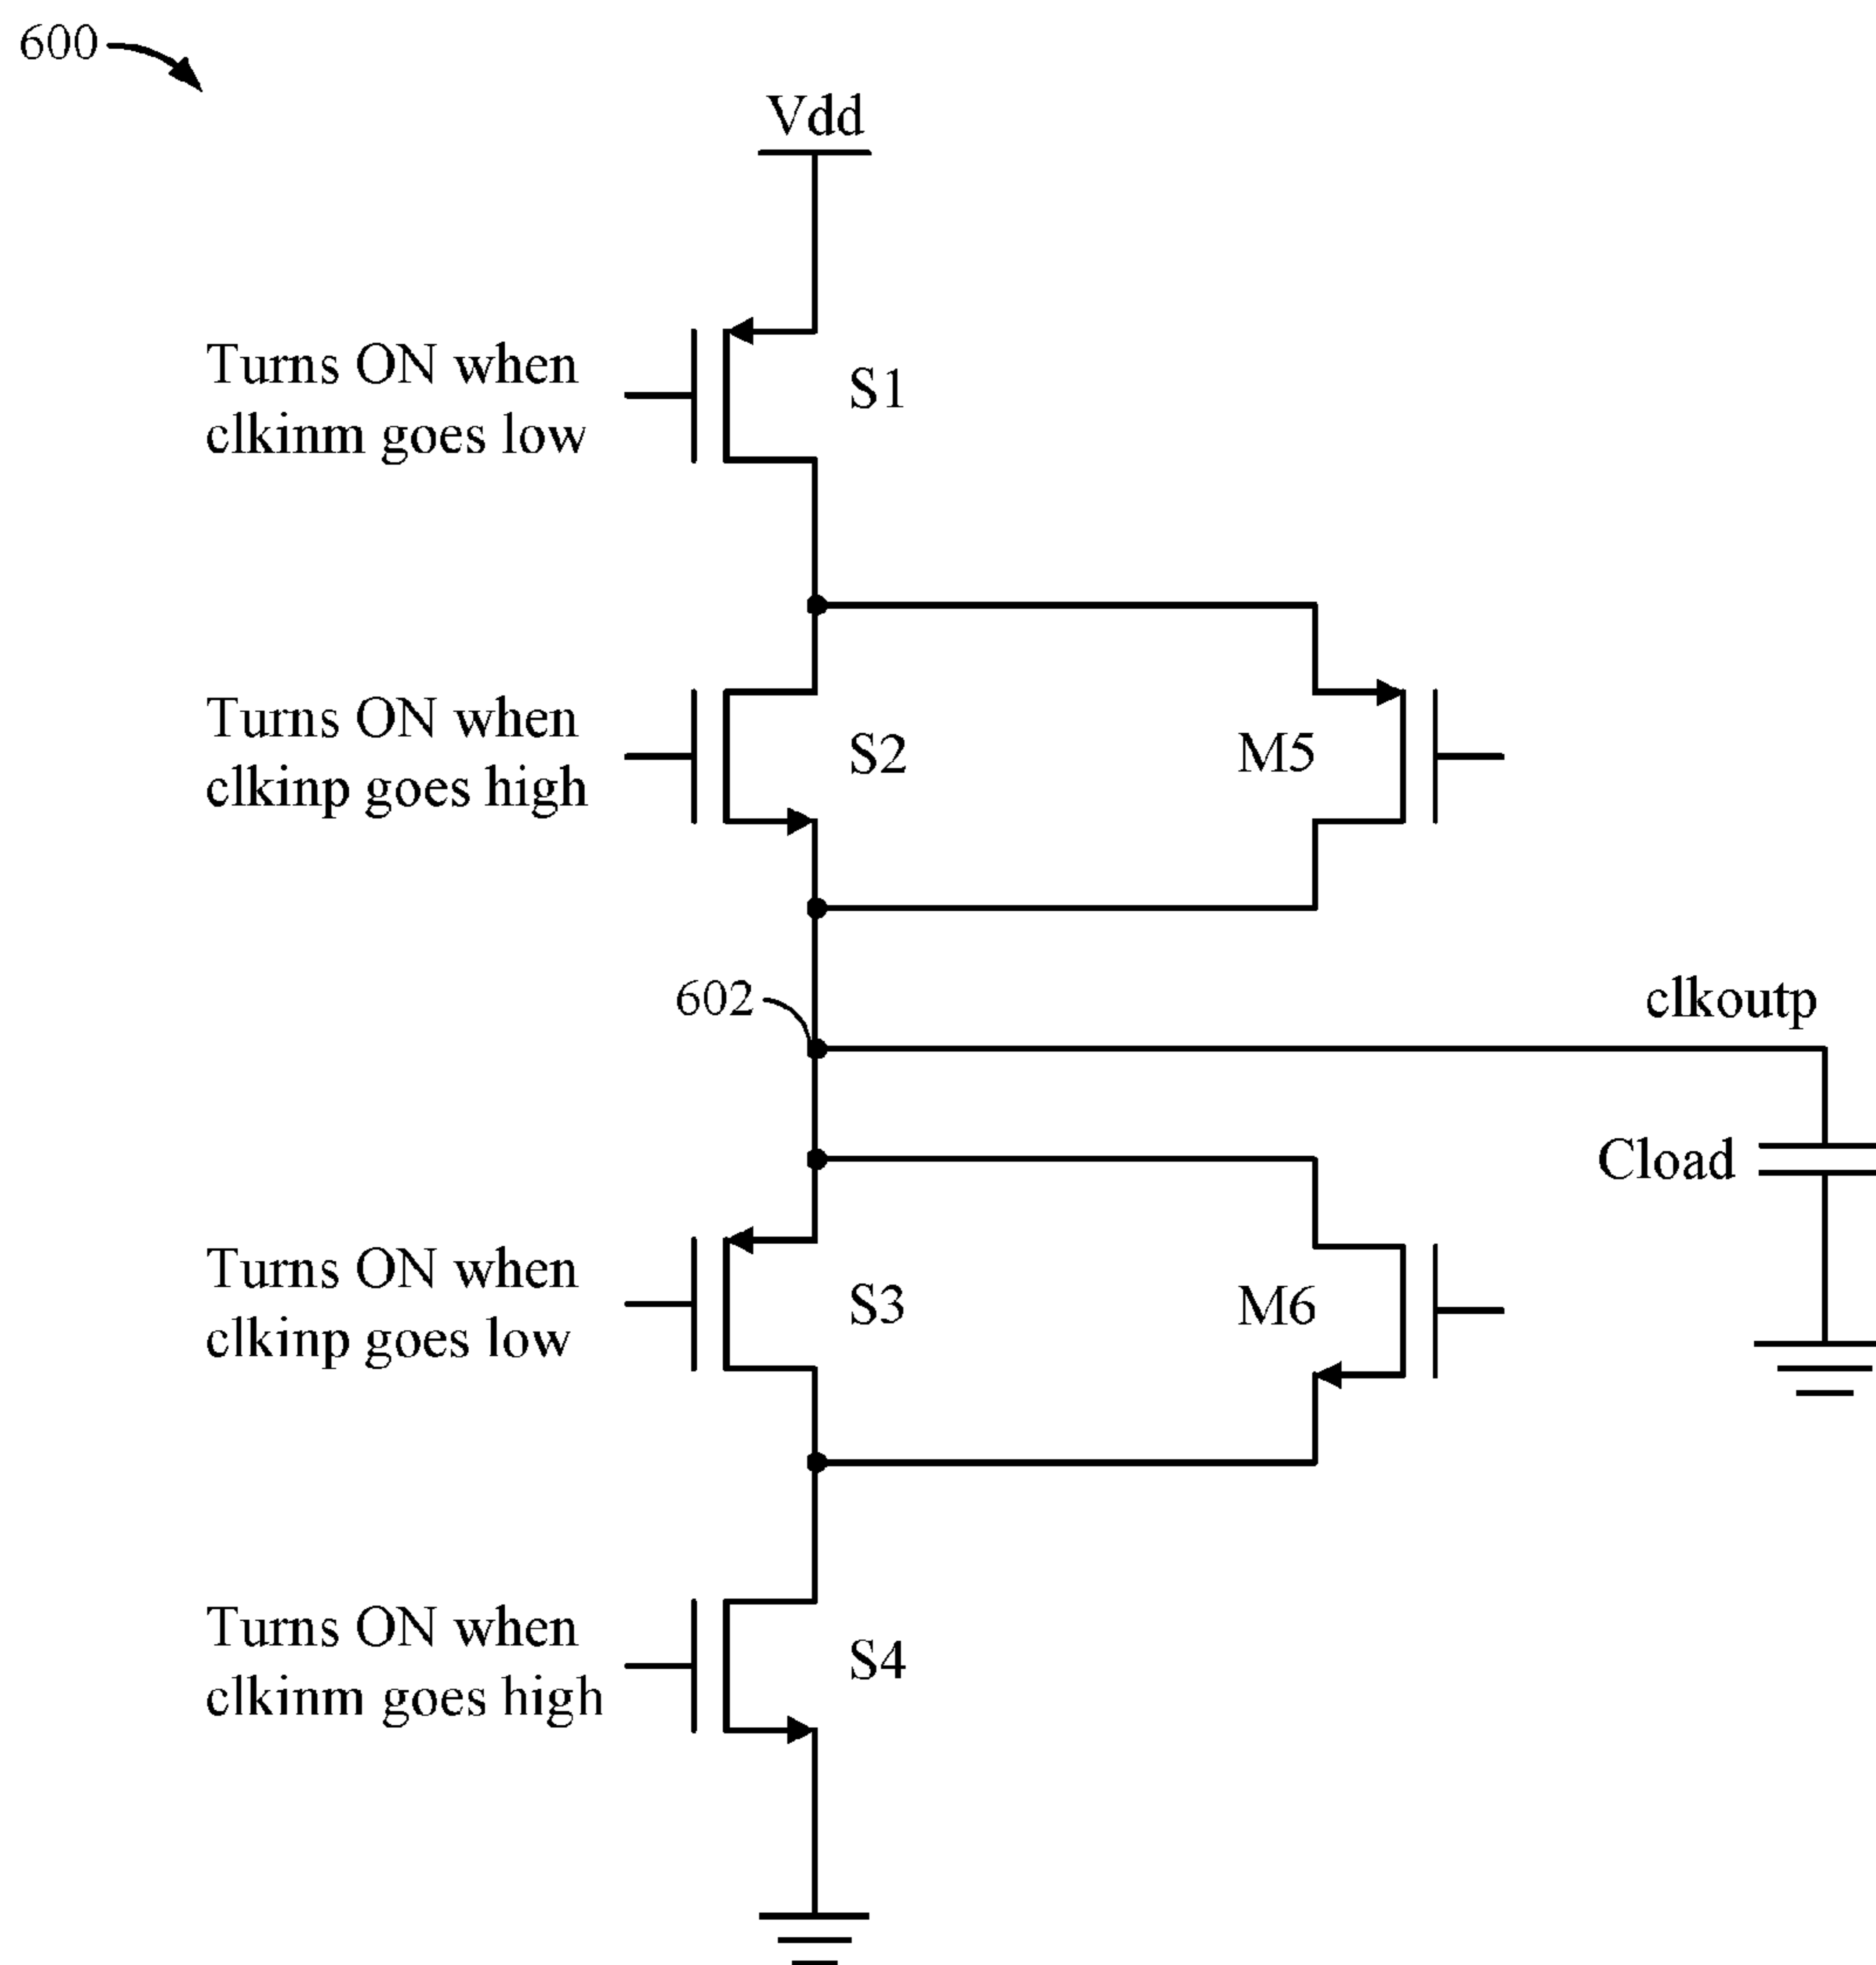 600
Vdd
Turns ON when
clkinm goes low
S1
Turns ON when
clkinp goes high
S2
M5
602
clkoutp
Cload
Turns ON when
clkinp goes low
S3
M6
Turns ON when
clkinm goes high
S4